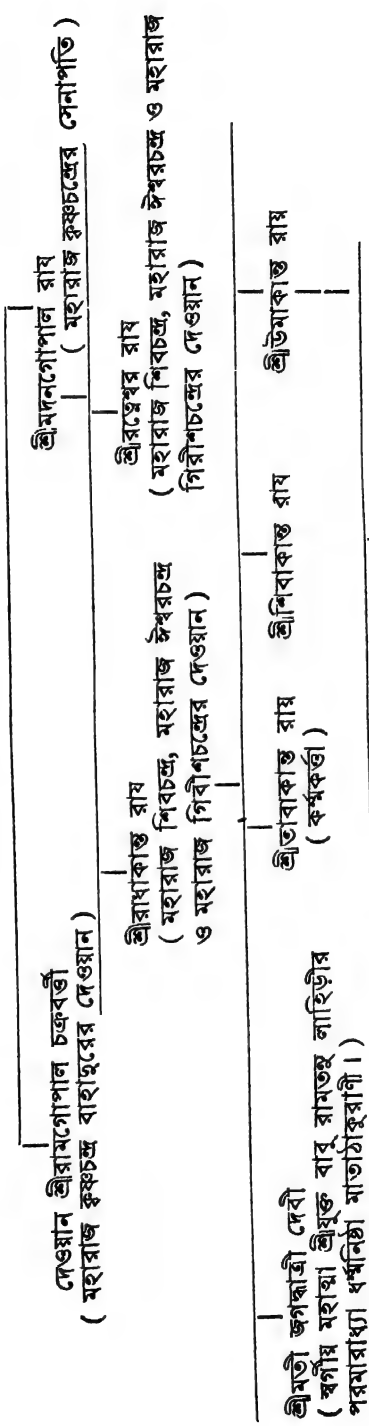 দেওয়ান শ্রীরামগোপাল চক্রবর্ত্তী
( মহারাজ কৃষ্ণচন্দ্র বাহাদুরের দেওয়ান )
শ্রীমদনগোপাল রায
( মহারাজ কৃষ্ণচন্দ্রের সেনাপতি )
শ্রীরাধাকান্ত রায
( মহারাজ শিবচন্দ্র, মহারাজ ঈশ্বরচন্দ্র
ও মহারাজ গিবীশচন্দ্রের দেওয়ান )
শ্রীরত্নেশ্বর রায
( মহারাজ শিবচন্দ্র, মহারাজ ঈশ্বরচন্দ্র ও মহারাজ
গিরীশচন্দ্রের দেওয়ান )
শ্রীমতী জগদ্ধাত্রী দেবী
( স্বর্গীয় মহাত্মা শ্রীযুক্ত বাবু রামতনু লাহিড়ীর
পরমারাধ্যা ধর্ম্মনিষ্ঠা মাতাঠাকুরাণী। )
শ্রীতাবাকান্ত রায়
( কর্ম্মকর্ত্তা )
শ্রীশিবাকান্ত রায
শ্রীউমাকান্ত রায়